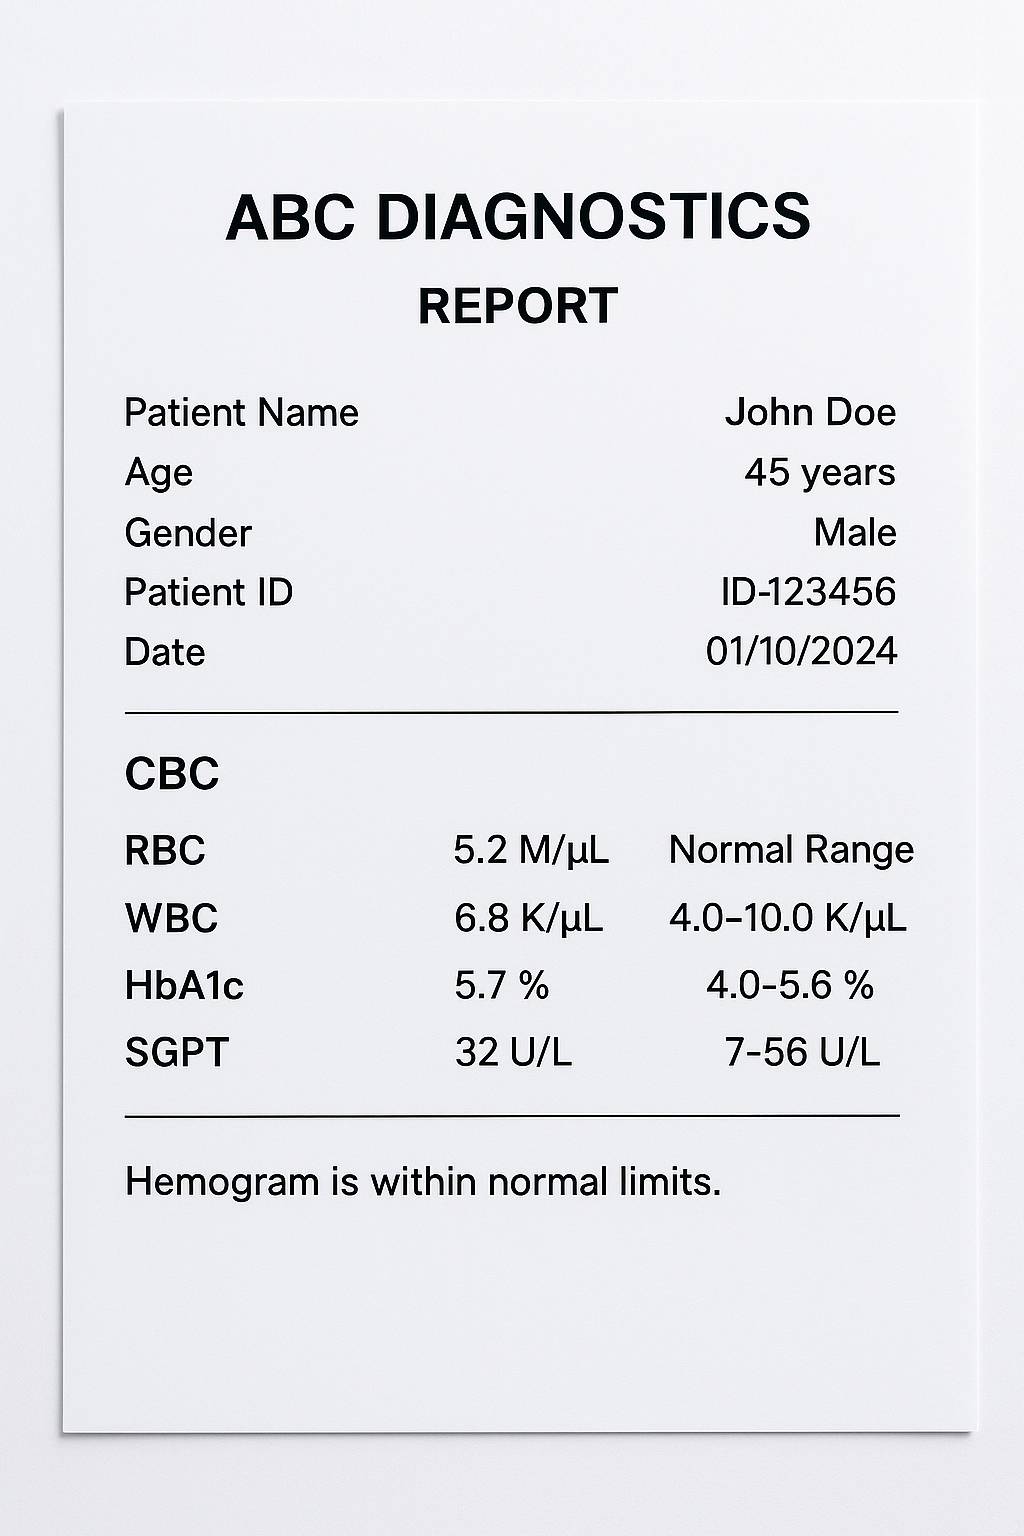 ABC DIAGNOSTICS
REPORT
Patient Name John Doe
Age 45 years
Gender Male
Patient ID ID-123456
Date 01/10/2024
CBC
RBC 5.2 M/µL Normal Range
WBC 6.8 K/µL 4.0–10.0 K/µL
HbA1c 5.7 % 4.0-5.6 %
SGPT 32 U/L 7-56 U/L
Hemogram is within normal limits.